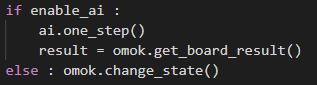 if enable_ai :
    ai.one_step()
    result = omok.get_board_result()
else : omok.change_state()